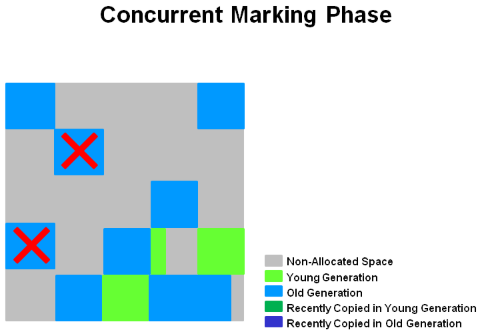 Concurrent Marking Phase
Non-Allocated Space
Young Generation
Old Generation
Recently Copied in Young Generation
Recently Copied in Old Generation